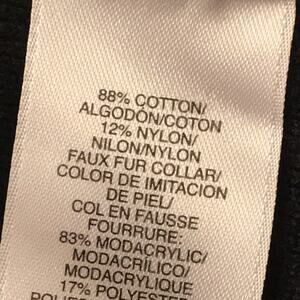 88% COTTON/
ALGODÓN/COTON
12% NYLON/
NILON/NYLON
FAUX FUR COLLAR/
COLOR DE IMITACION
DE PIEL/
COL EN FAUSSE
FOURRURE:
83% MODACRYLIC/
MODACRÍLICO/
MODACRYLIQUE
17% POLYESTER/